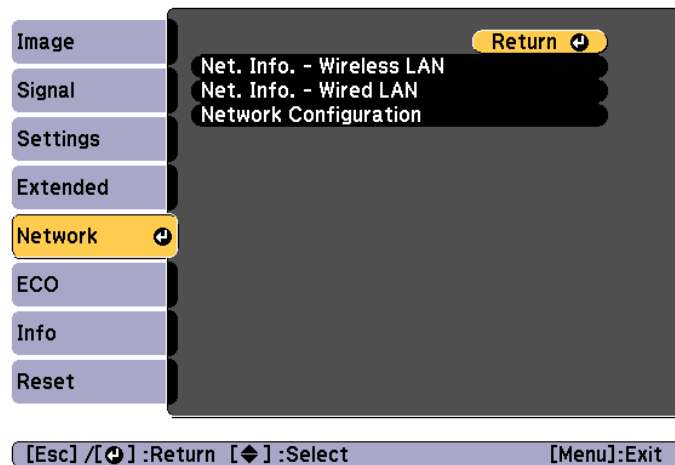 Image
Signal
Settings
Extended
Network
ECO
Info
Reset
Return
Net. Info. - Wireless LAN
Net. Info. - Wired LAN
Network Configuration
[Esc] /[ ] :Return [ ] :Select [Menu]:Exit